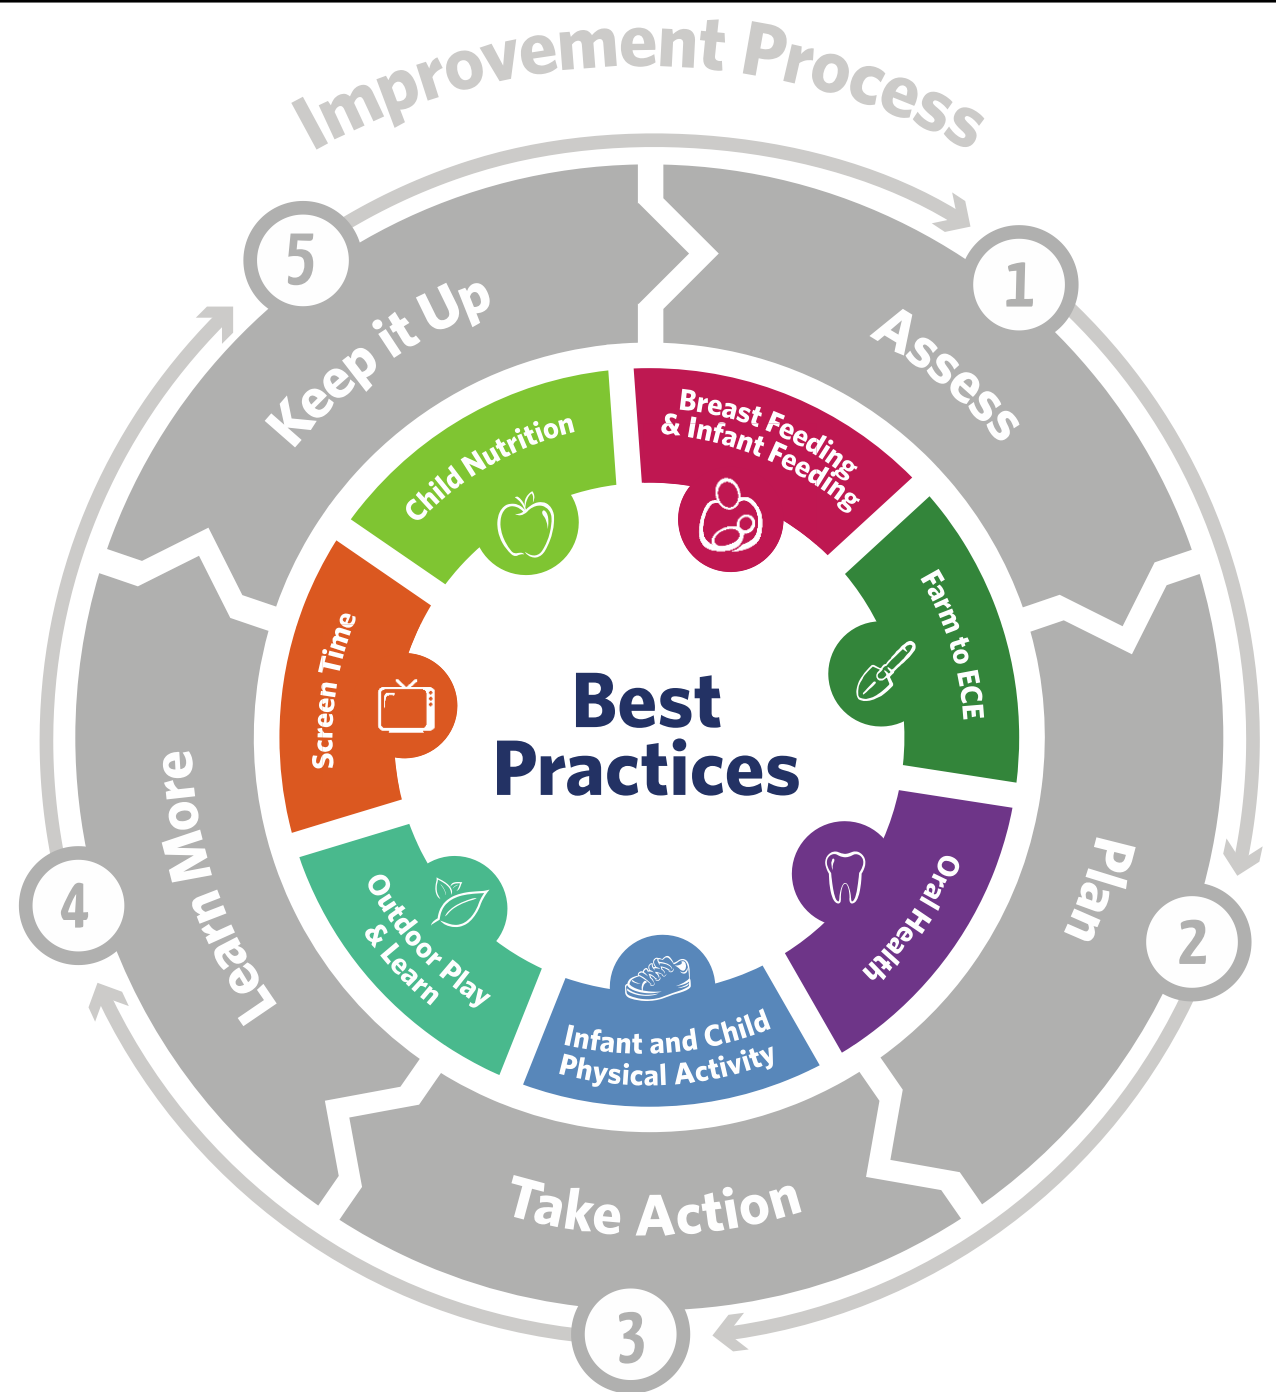 Improvement Process
1
Assess
2
Plan
3
Take Action
4
Learn More
5
Keep it Up
Breast Feeding
& Infant Feeding
Farm to ECE
Oral Health
Infant and Child
Physical Activity
Outdoor Play
& Learn
Screen Time
Child Nutrition
Best
Practices